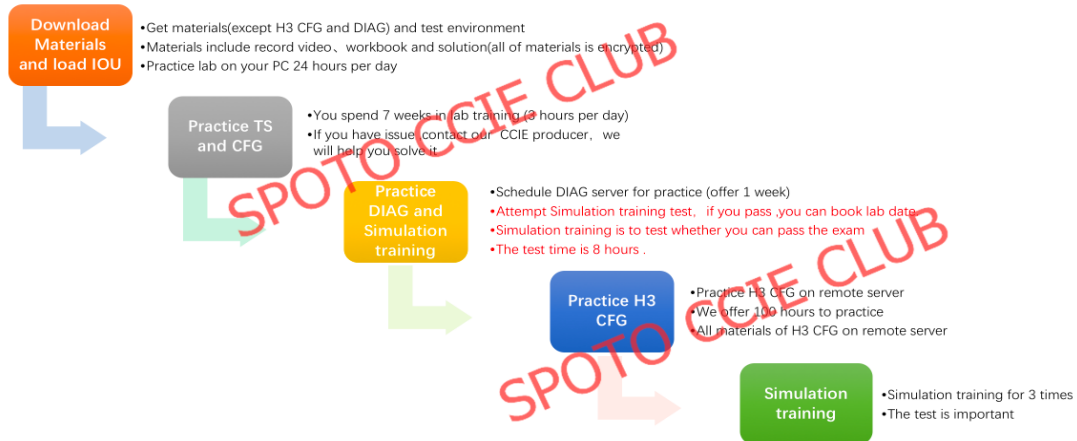 Download
Materials
and load IOU
•Get materials(except H3 CFG and DIAG) and test environment
•Materials include record video、workbook and solution(all of materials is encrypted)
•Practice lab on your PC 24 hours per day
Practice TS
and CFG
•You spend 7 weeks in lab training (3 hours per day)
•If you have issue ,contact our CCIE producer, we
will help you solve it
Practice
DIAG and
Simulation
training
•Schedule DIAG server for practice (offer 1 week)
•Attempt Simulation training test, if you pass ,you can book lab date.
•Simulation training is to test whether you can pass the exam
•The test time is 8 hours .
Practice H3
CFG
•Practice H3 CFG on remote server
•We offer 100 hours to practice
•All materials of H3 CFG on remote server
Simulation
training
•Simulation training for 3 times
•The test is important
SPOTO CCIE CLUB
SPOTO CCIE CLUB